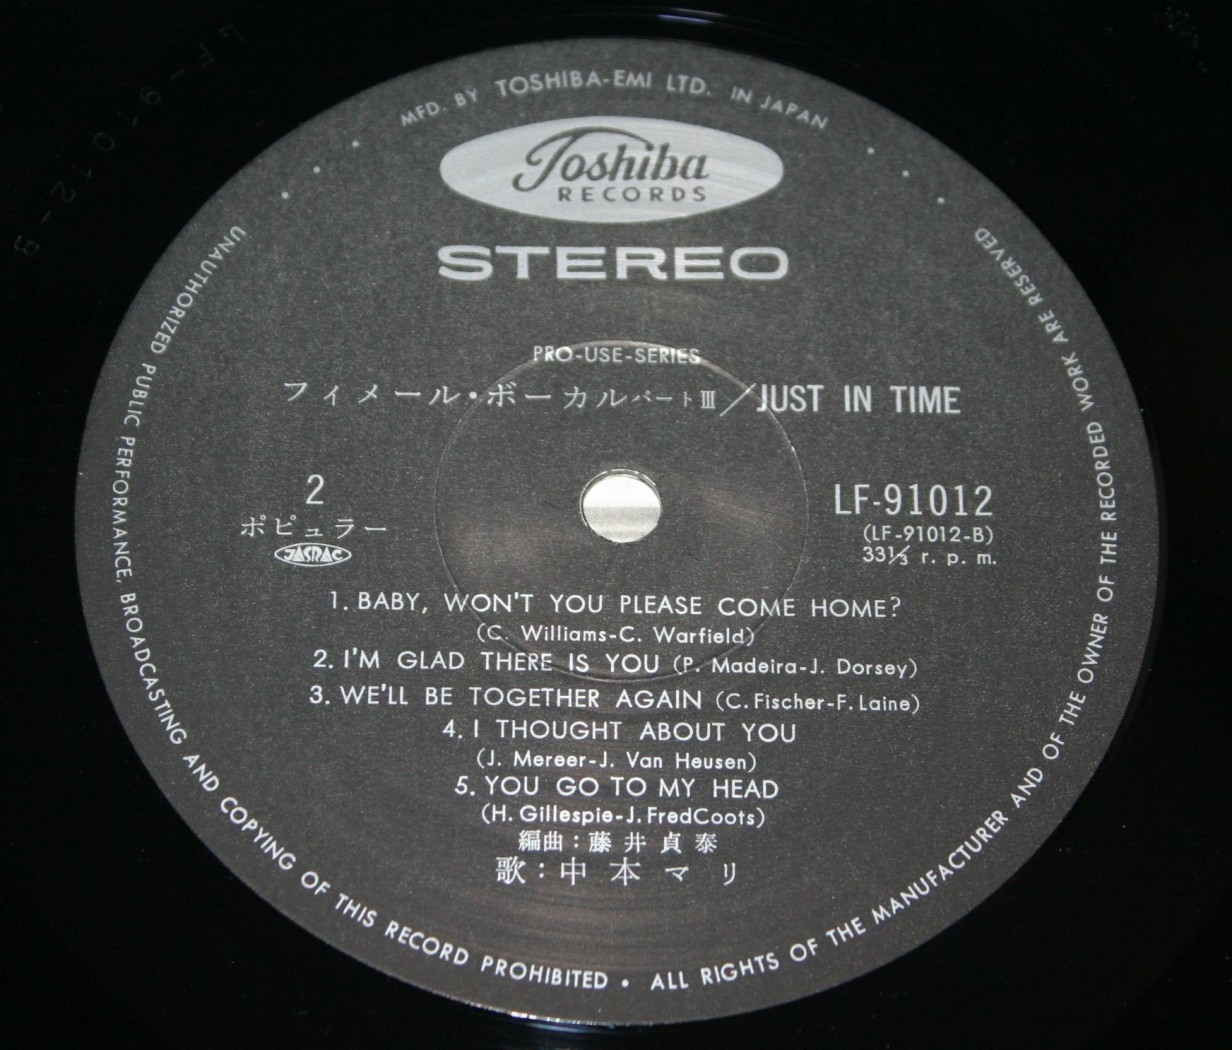 MFD. BY TOSHIBA-EMI LTD. IN JAPAN
Toshiba
RECORDS
STEREO
PRO-USE-SERIES
フィメール・ボーカルパートⅢ／JUST IN TIME
2
ポピュラー
JASRAC
LF-91012
(LF-91012-B)
33⅓ r. p. m.
1. BABY, WON'T YOU PLEASE COME HOME?
(C. Williams-C. Warfield)
2. I'M GLAD THERE IS YOU (P. Madeira-J. Dorsey)
3. WE'LL BE TOGETHER AGAIN (C. Fischer-F. Laine)
4. I THOUGHT ABOUT YOU
(J. Mereer-J. Van Heusen)
5. YOU GO TO MY HEAD
(H. Gillespie-J. FredCoots)
編曲：藤井貞泰
歌：中本マリ
UNAUTHORIZED PUBLIC PERFORMANCE, BROADCASTING AND COPYING OF THIS RECORD PROHIBITED • ALL RIGHTS OF THE MANUFACTURER AND OF THE OWNER OF THE RECORDED WORK ARE RESERVED
LF-91012-B